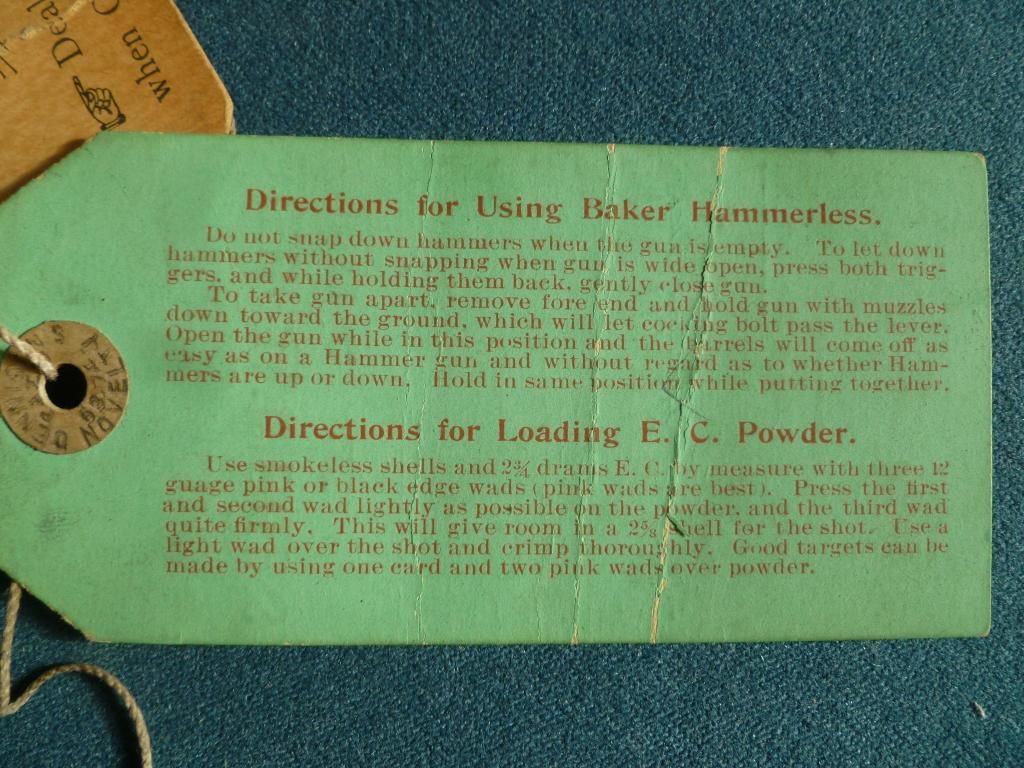 Deal
when C
Directions for Using Baker Hammerless.
Do not snap down hammers when the gun is empty. To let down
hammers without snapping when gun is wide open, press both trig-
gers, and while holding them back, gently close gun.
To take gun apart, remove fore end and hold gun with muzzles
down toward the ground, which will let cocking bolt pass the lever.
Open the gun while in this position and the barrels will come off as
easy as on a Hammer gun and without regard as to whether Ham-
mers are up or down. Hold in same position while putting together.
Directions for Loading E. C. Powder.
Use smokeless shells and 2¾ drams E. C. by measure with three 12
guage pink or black edge wads (pink wads are best). Press the first
and second wad lightly as possible on the powder, and the third wad
quite firmly. This will give room in a 2⅝ shell for the shot. Use a
light wad over the shot and crimp thoroughly. Good targets can be
made by using one card and two pink wads over powder.